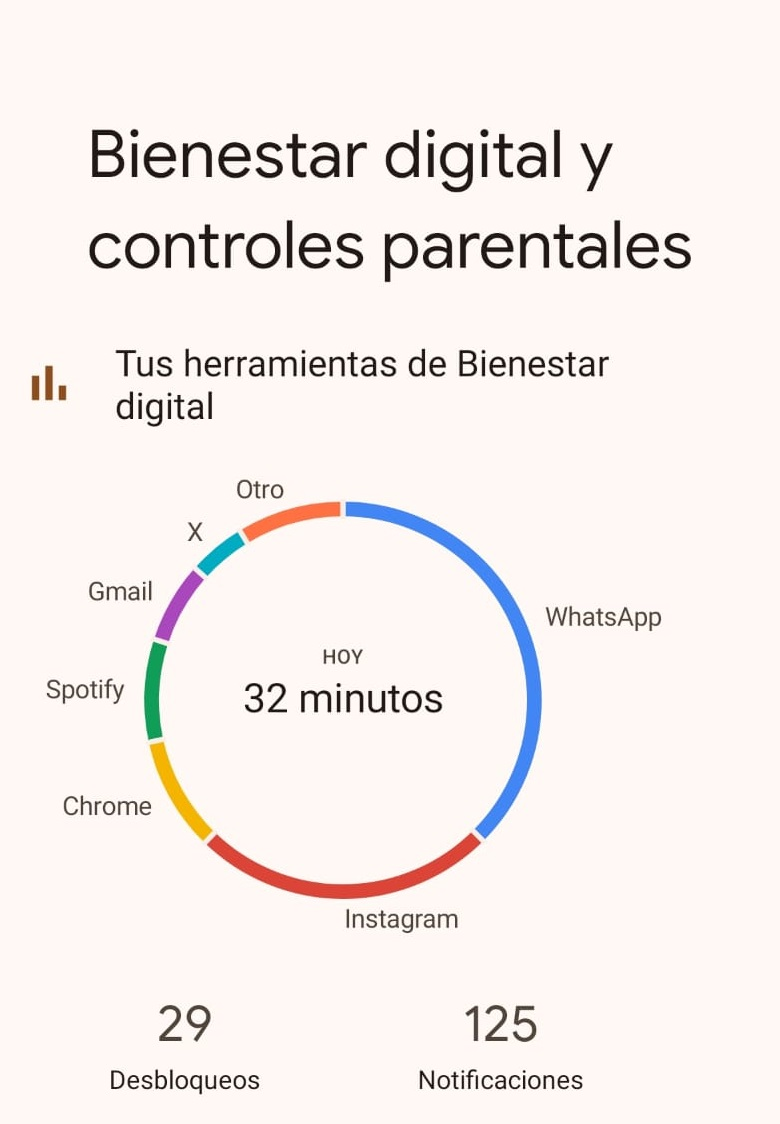 Bienestar digital y
controles parentales
Tus herramientas de Bienestar
digital
Otro
X
Gmail
WhatsApp
HOY
32 minutos
Spotify
Chrome
Instagram
29
125
Desbloqueos
Notificaciones